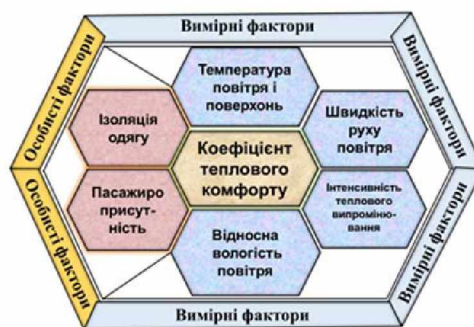 Вимірні фактори
Особисті фактори
Вимірні фактори
Температура
повітря і
поверхонь
Ізоляція
одягу
Швидкість
руху
повітря
Коефіцієнт
теплового
комфорту
Пасажиро
присут-
ність
Інтенсивність
теплового
випроміню-
вання
Відносна
вологість
повітря
Особисті фактори
Вимірні фактори
Вимірні фактори